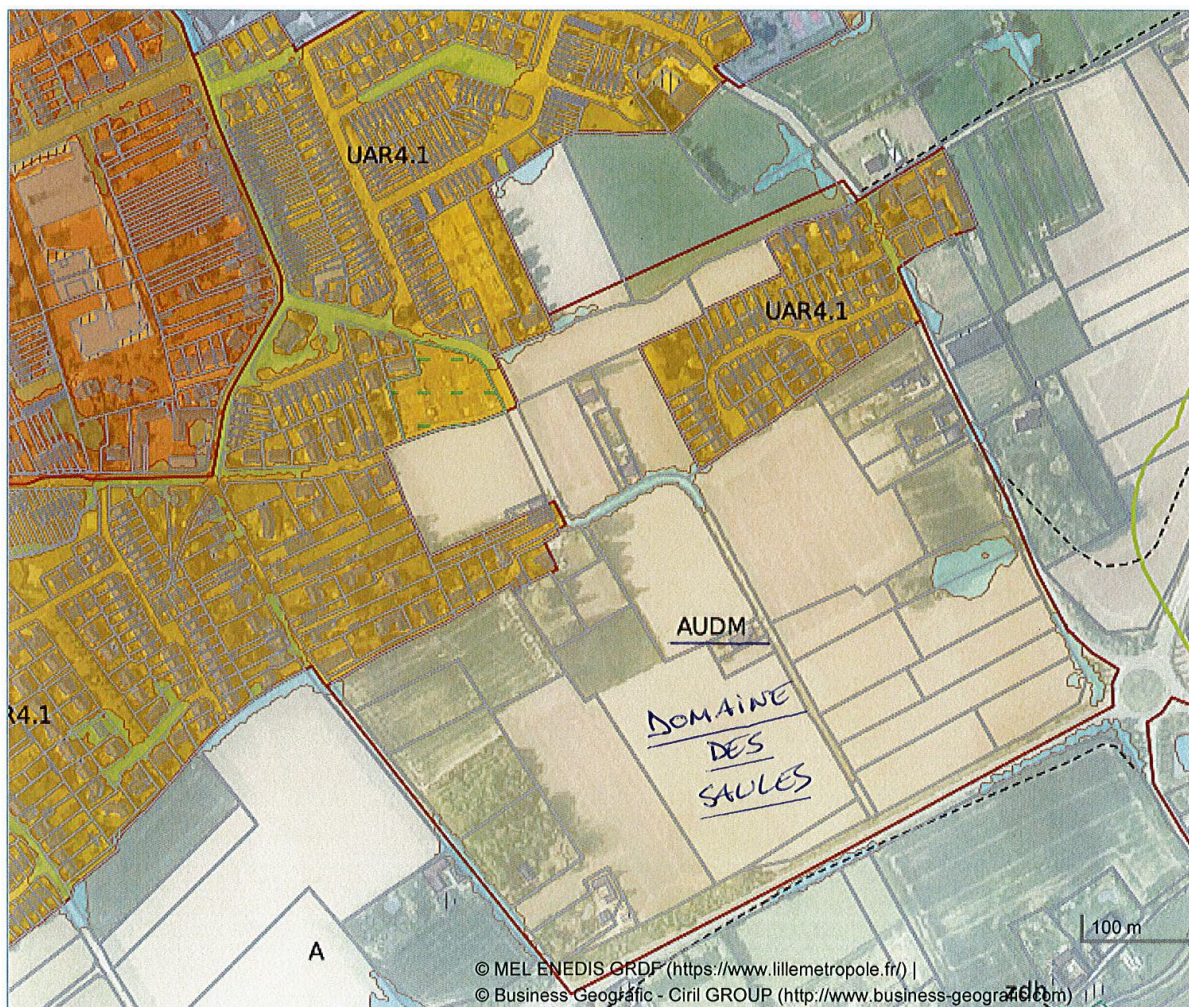 UAR4.1
UAR4.1
AUDM
DOMAINE
DES
SAULES
R4.1
A
100 m
© MEL ENEDIS GRDF (https://www.lillemetropole.fr/) |
© Business Geografic - Ciril GROUP (http://www.business-geografic.com)
zdh